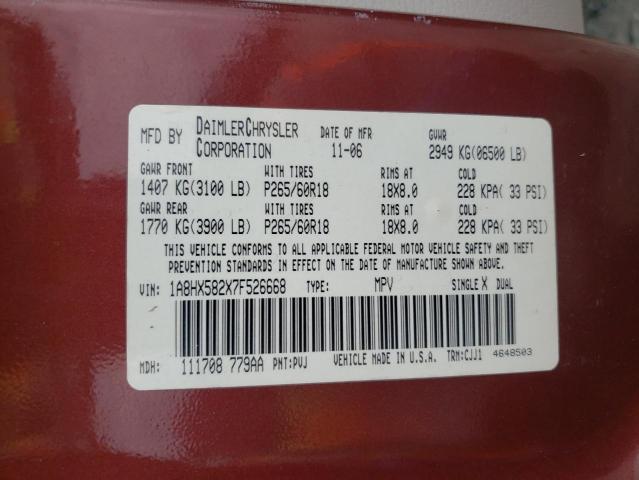 MFD BY DAIMLERCHRYSLER CORPORATION DATE OF MFR 11-06 GVWR 2949 KG(06500 LB)
GAWR FRONT WITH TIRES RIMS AT COLD
1407 KG(3100 LB) P265/60R18 18X8.0 228 KPA( 33 PSI)
GAWR REAR WITH TIRES RIMS AT COLD
1770 KG(3900 LB) P265/60R18 18X8.0 228 KPA( 33 PSI)
THIS VEHICLE CONFORMS TO ALL APPLICABLE FEDERAL MOTOR VEHICLE SAFETY AND THEFT
PREVENTION STANDARDS IN EFFECT ON THE DATE OF MANUFACTURE SHOWN ABOVE.
VIN: 1A8HX582X7F526668 TYPE: MPV SINGLE X DUAL
MDH: 111708 779AA PNT:PVJ VEHICLE MADE IN U.S.A. TRM:CJJ1 4648503